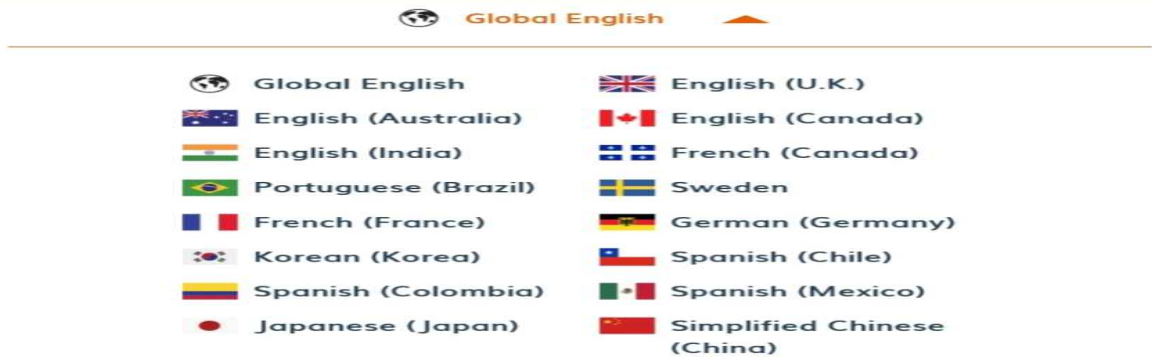 Global English
Global English
English (U.K.)
English (Australia)
English (Canada)
English (India)
French (Canada)
Portuguese (Brazil)
Sweden
French (France)
German (Germany)
Korean (Korea)
Spanish (Chile)
Spanish (Colombia)
Spanish (Mexico)
Japanese (Japan)
Simplified Chinese
(China)